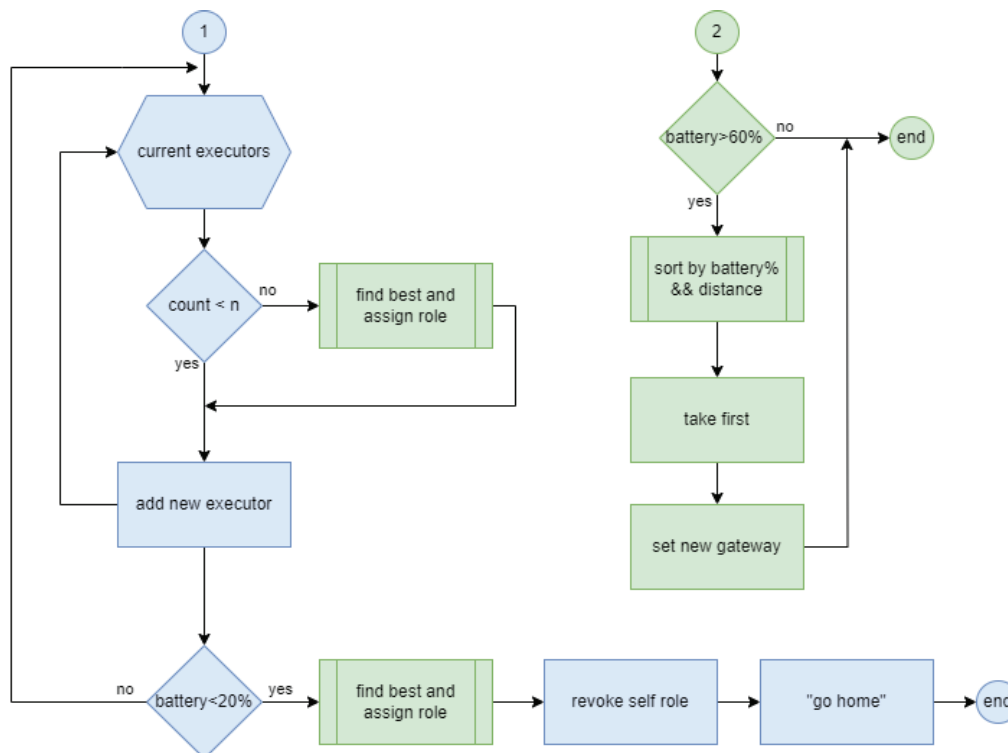 1
current executors
count < n
no
yes
find best and
assign role
add new executor
battery<20%
no
yes
find best and
assign role
revoke self role
"go home"
end
2
battery>60%
no
end
yes
sort by battery%
&& distance
take first
set new gateway